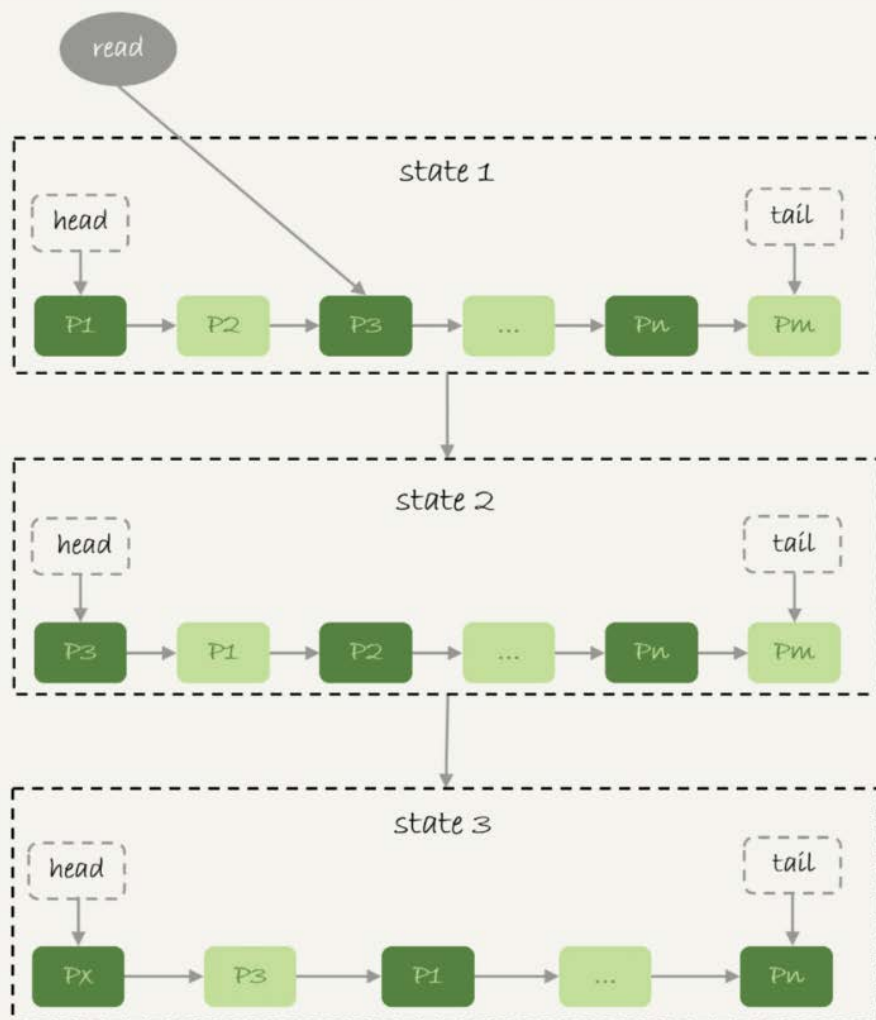 read
state 1
head
tail
P1 P2 P3 ... Pn Pm
state 2
head
tail
P3 P1 P2 ... Pn Pm
state 3
head
tail
Px P3 P1 ... Pn